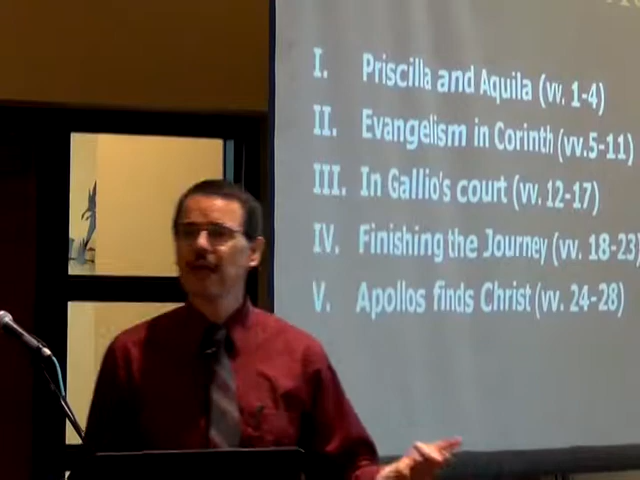 I. Priscilla and Aquila (vv. 1-4)
II. Evangelism in Corinth (vv.5-11)
III. In Gallio's court (vv. 12-17)
IV. Finishing the Journey (vv. 18-23)
V. Apollos finds Christ (vv. 24-28)